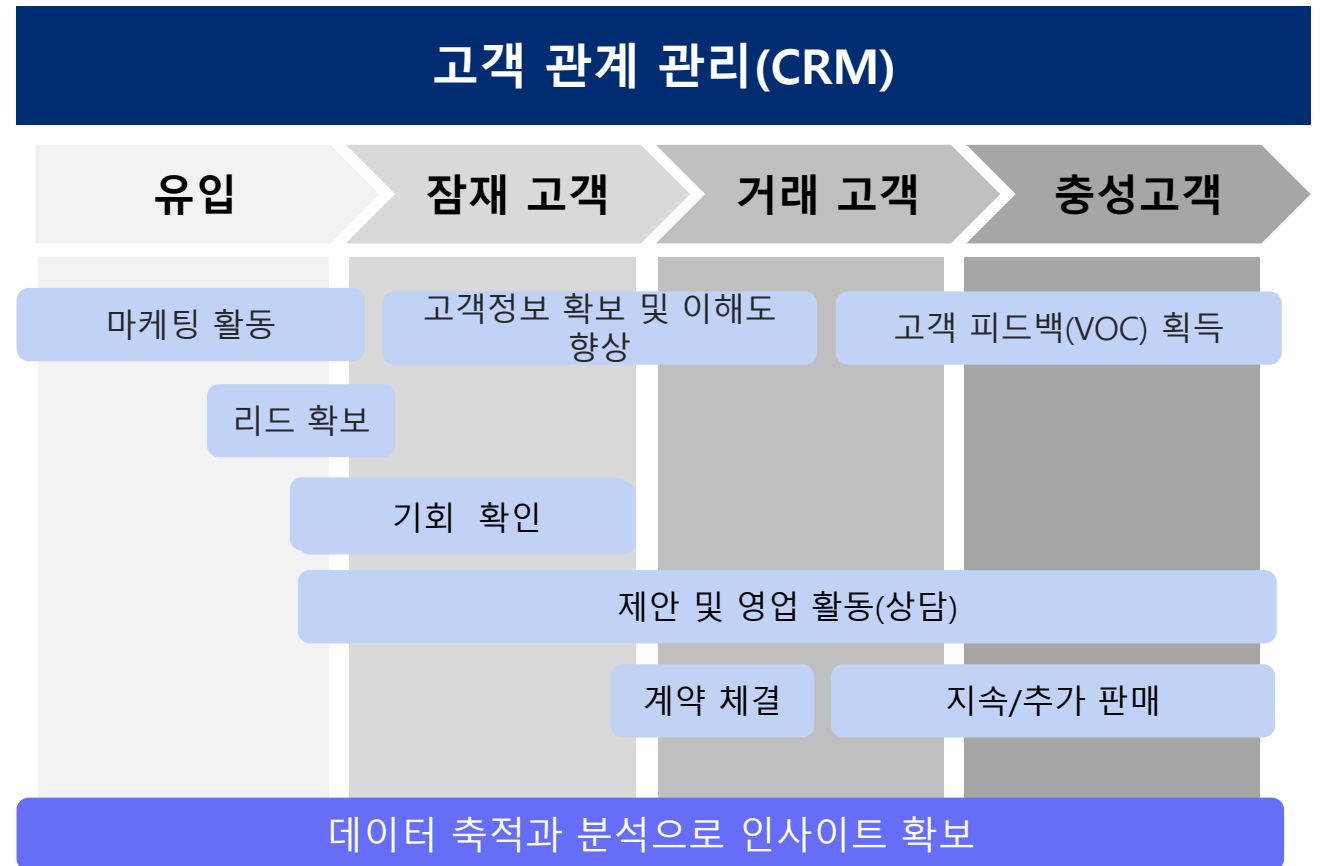 고객 관계 관리(CRM)
유입
잠재 고객
거래 고객
충성고객
마케팅 활동
고객정보 확보 및 이해도
향상
고객 피드백(VOC) 획득
리드 확보
기회 확인
제안 및 영업 활동(상담)
계약 체결
지속/추가 판매
데이터 축적과 분석으로 인사이트 확보